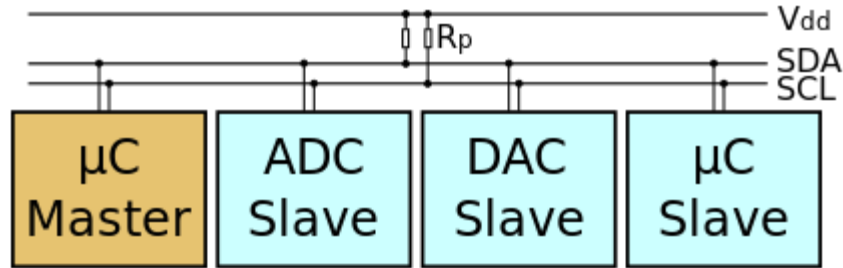 Vdd
Rp
SDA
SCL
µC
Master
ADC
Slave
DAC
Slave
µC
Slave